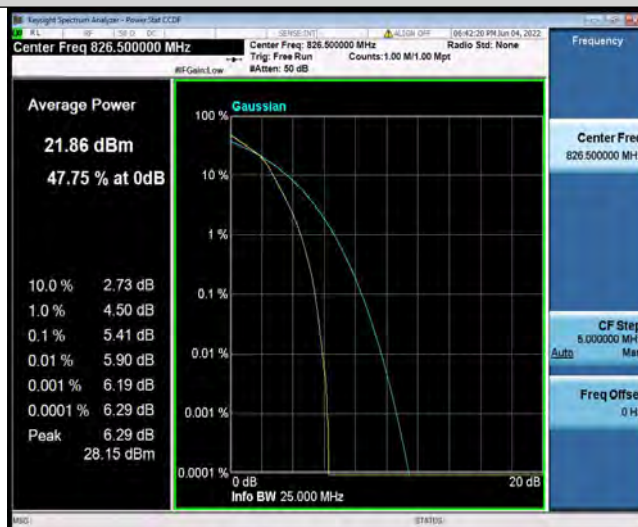 Keysight Spectrum Analyzer - Power Stat CCDF
RL RF 50 Ω DC SENSE:INT ALIGN OFF 06:42:20 PM Jun 04, 2022
Center Freq 826.500000 MHz
Center Freq: 826.500000 MHz
Radio Std: None
Trig: Free Run
Counts:1.00 M/1.00 Mpt
#IFGain:Low
#Atten: 50 dB
Frequency
Average Power
21.86 dBm
47.75 % at 0dB
10.0 % 2.73 dB
1.0 % 4.50 dB
0.1 % 5.41 dB
0.01 % 5.90 dB
0.001 % 6.19 dB
0.0001 % 6.29 dB
Peak 6.29 dB
28.15 dBm
Gaussian
100 %
10 %
1 %
0.1 %
0.01 %
0.001 %
0.0001 %
0 dB
20 dB
Info BW 25.000 MHz
Center Freq
826.500000 MH
CF Step
5.000000 MH
Auto Man
Freq Offse
0 H
MSG
STATUS